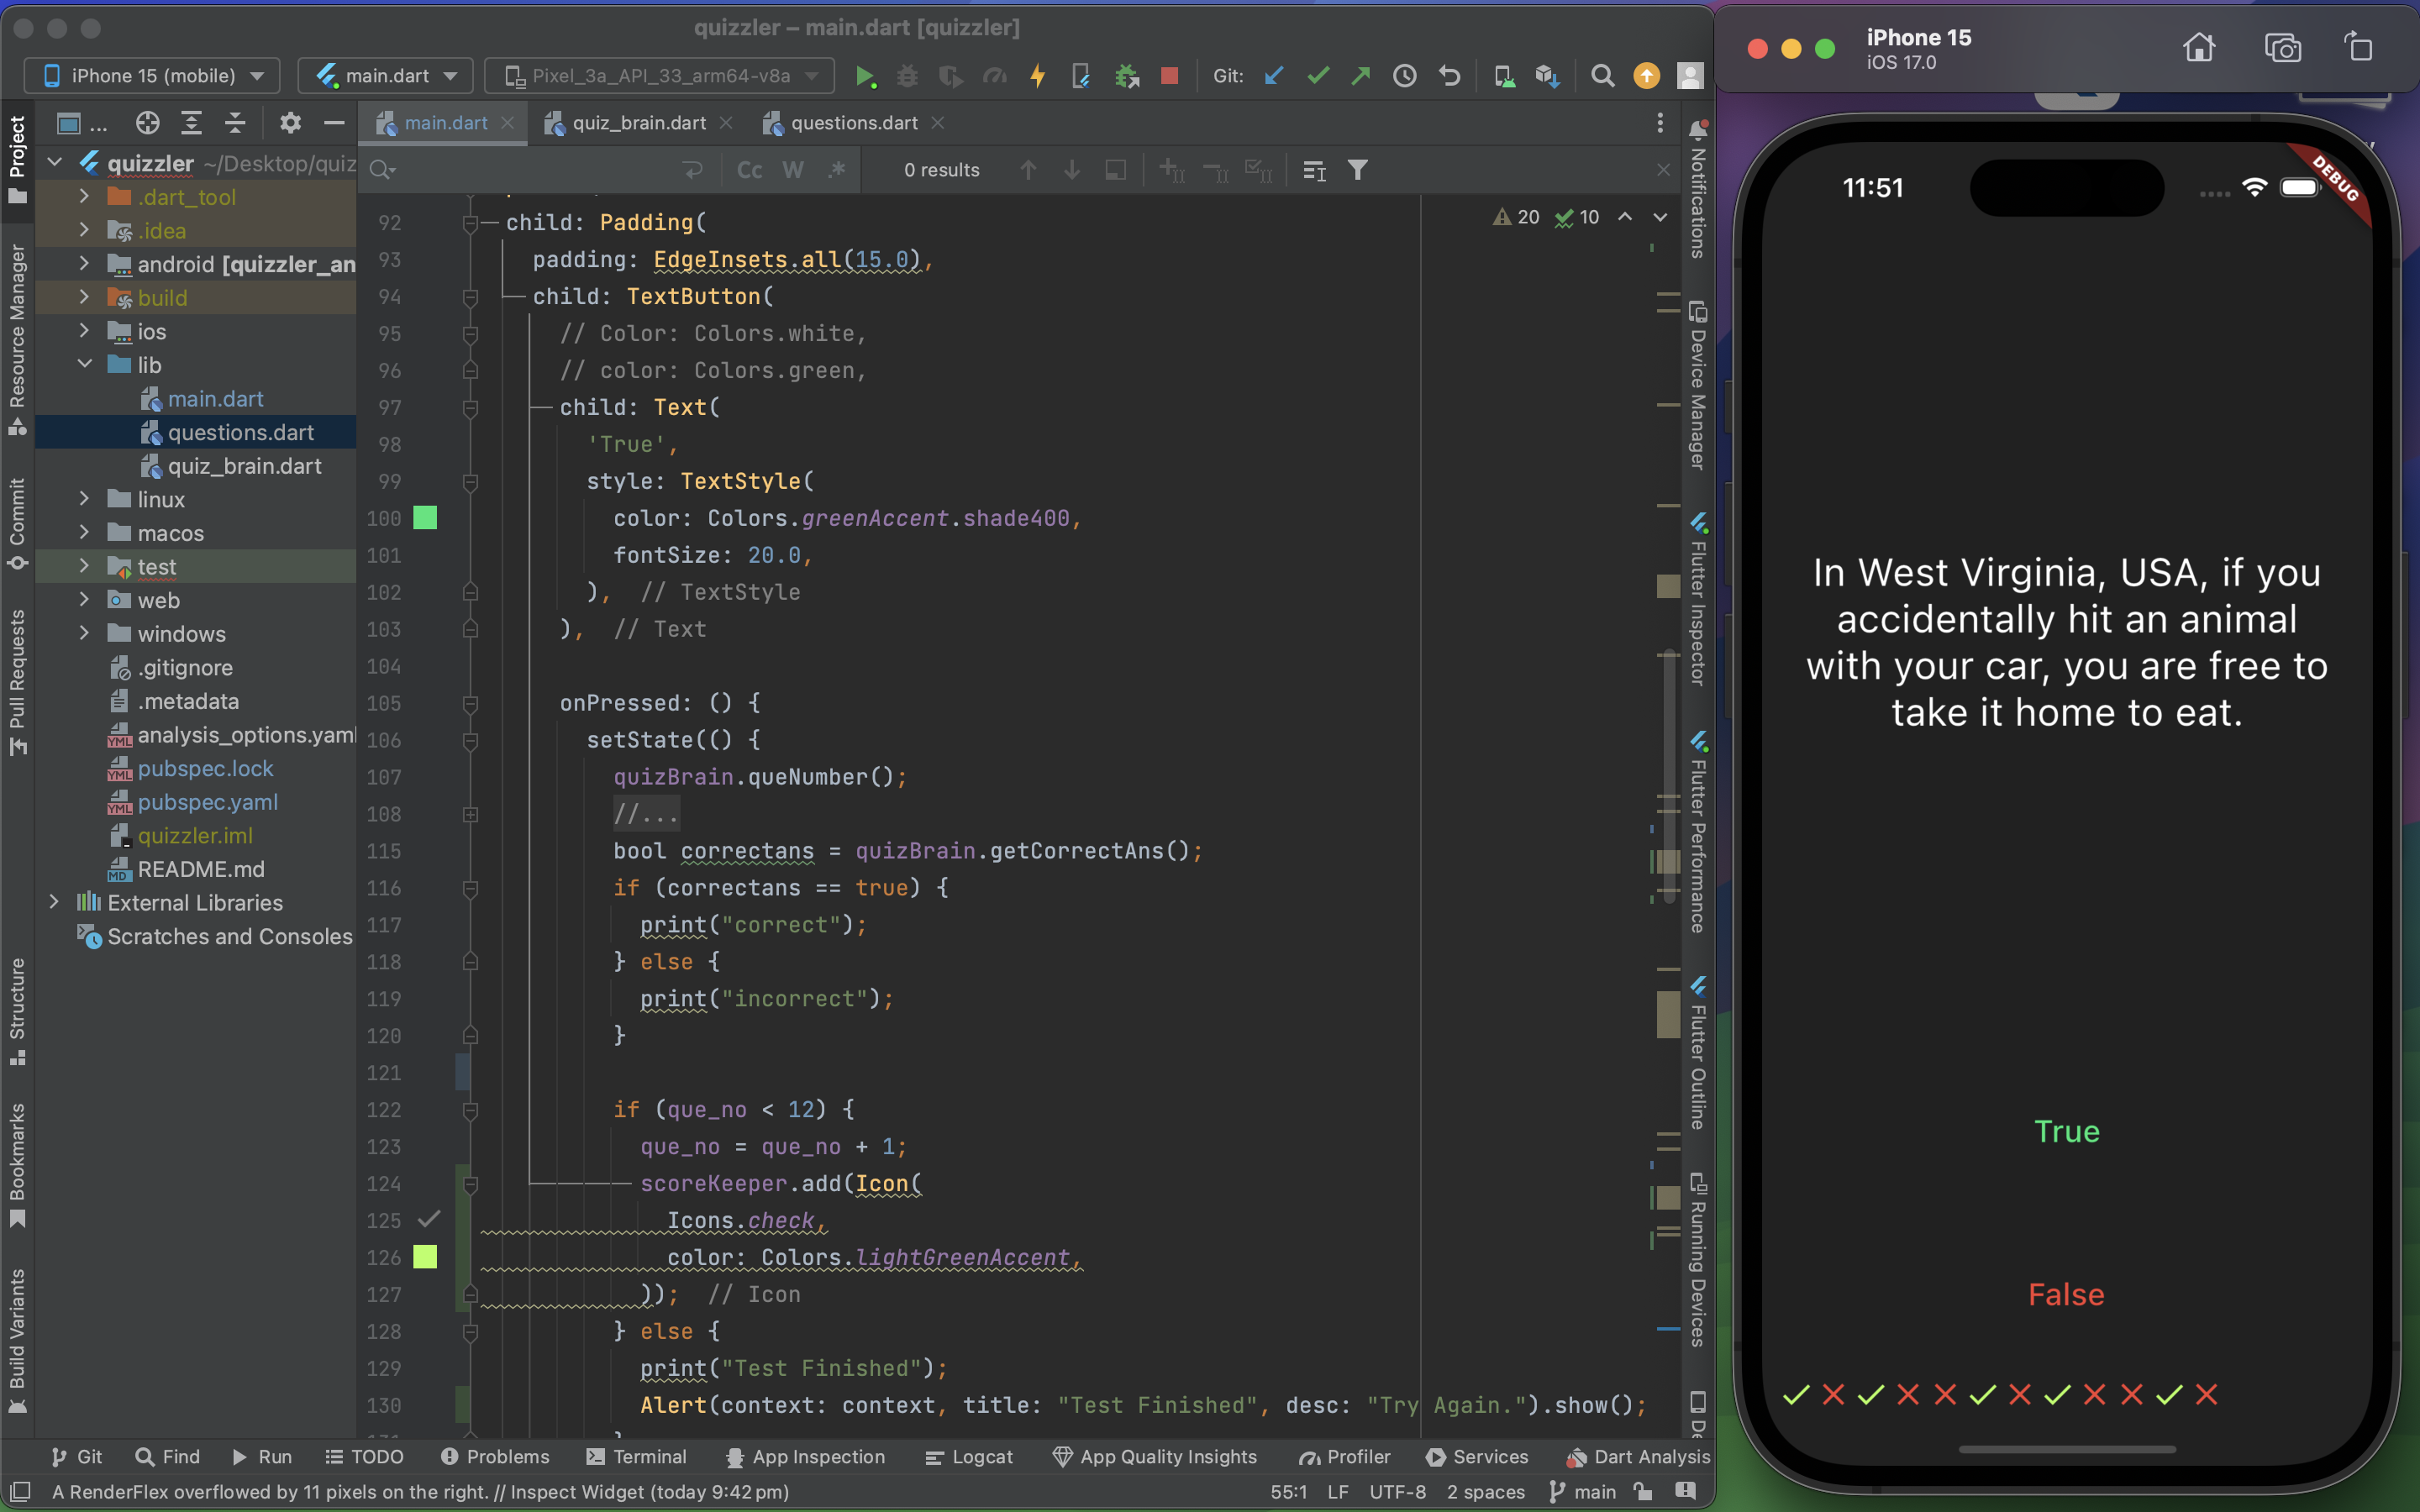 quizzler – main.dart [quizzler]
iPhone 15 (mobile)
main.dart
Pixel_3a_API_33_arm64-v8a
Git:
...
main.dart
quiz_brain.dart
questions.dart
Cc
W
.*
0 results
Project
Resource Manager
Commit
Pull Requests
Structure
Bookmarks
Build Variants
quizzler ~/Desktop/quiz
.dart_tool
.idea
android [quizzler_an
build
ios
lib
main.dart
questions.dart
quiz_brain.dart
linux
macos
test
web
windows
.gitignore
.metadata
analysis_options.yaml
pubspec.lock
pubspec.yaml
quizzler.iml
README.md
External Libraries
Scratches and Consoles
20
10
92 child: Padding(
93 padding: EdgeInsets.all(15.0),
94 child: TextButton(
95 // Color: Colors.white,
96 // color: Colors.green,
97 child: Text(
98 'True',
99 style: TextStyle(
100 color: Colors.greenAccent.shade400,
101 fontSize: 20.0,
102 ), // TextStyle
103 ), // Text
104
105 onPressed: () {
106 setState(() {
107 quizBrain.queNumber();
108 //...
115 bool correctans = quizBrain.getCorrectAns();
116 if (correctans == true) {
117 print("correct");
118 } else {
119 print("incorrect");
120 }
121
122 if (que_no < 12) {
123 que_no = que_no + 1;
124 scoreKeeper.add(Icon(
125 Icons.check,
126 color: Colors.lightGreenAccent,
127 )); // Icon
128 } else {
129 print("Test Finished");
130 Alert(context: context, title: "Test Finished", desc: "Try Again.").show();
Notifications
Device Manager
Flutter Inspector
Flutter Performance
Flutter Outline
Running Devices
De
Git
Find
Run
TODO
Problems
Terminal
App Inspection
Logcat
App Quality Insights
Profiler
Services
Dart Analysis
A RenderFlex overflowed by 11 pixels on the right. // Inspect Widget (today 9:42 pm)
55:1
LF
UTF-8
2 spaces
main
iPhone 15
iOS 17.0
11:51
DEBUG
In West Virginia, USA, if you
accidentally hit an animal
with your car, you are free to
take it home to eat.
True
False